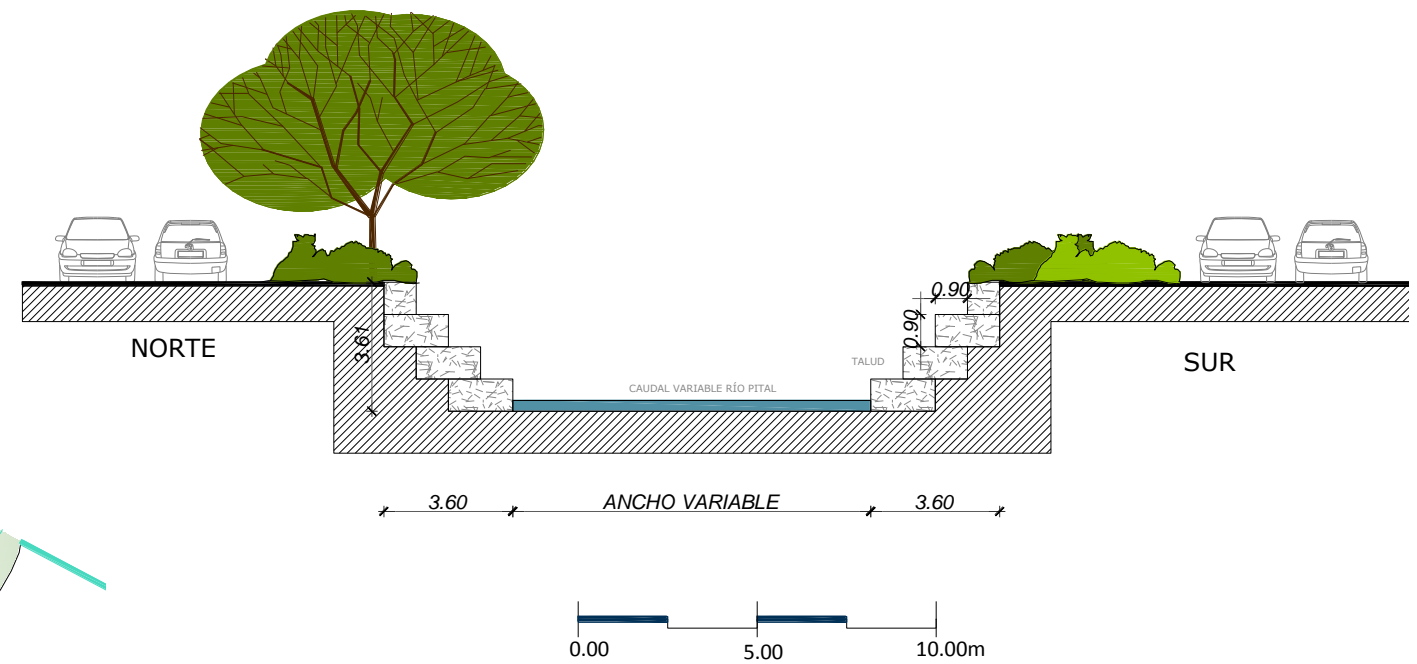 0.90
0.90
3.61
NORTE
SUR
TALUD
CAUDAL VARIABLE RÍO PITAL
3.60 ANCHO VARIABLE 3.60
0.00 5.00 10.00m